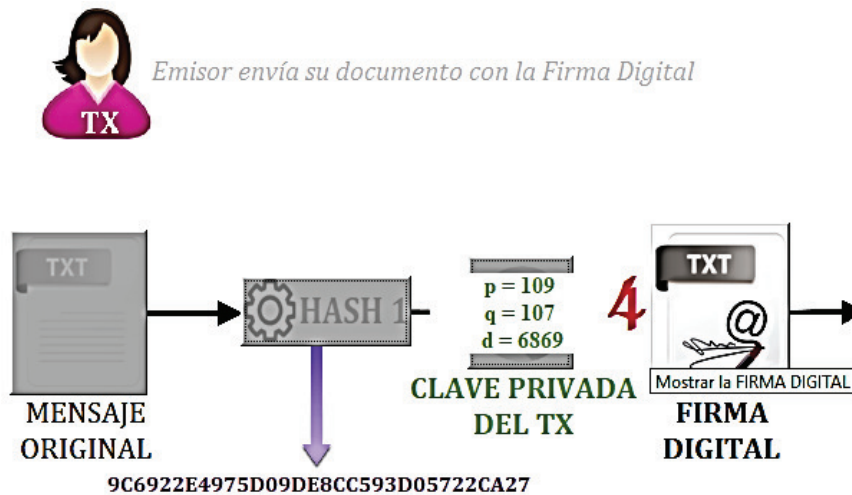 Emisor envía su documento con la Firma Digital
TX
TXT
HASH 1
p = 109
q = 107
d = 6869
4
TXT
@
Mostrar la FIRMA DIGITAL
MENSAJE
ORIGINAL
CLAVE PRIVADA
DEL TX
FIRMA
DIGITAL
9C6922E4975D09DE8CC593D05722CA27